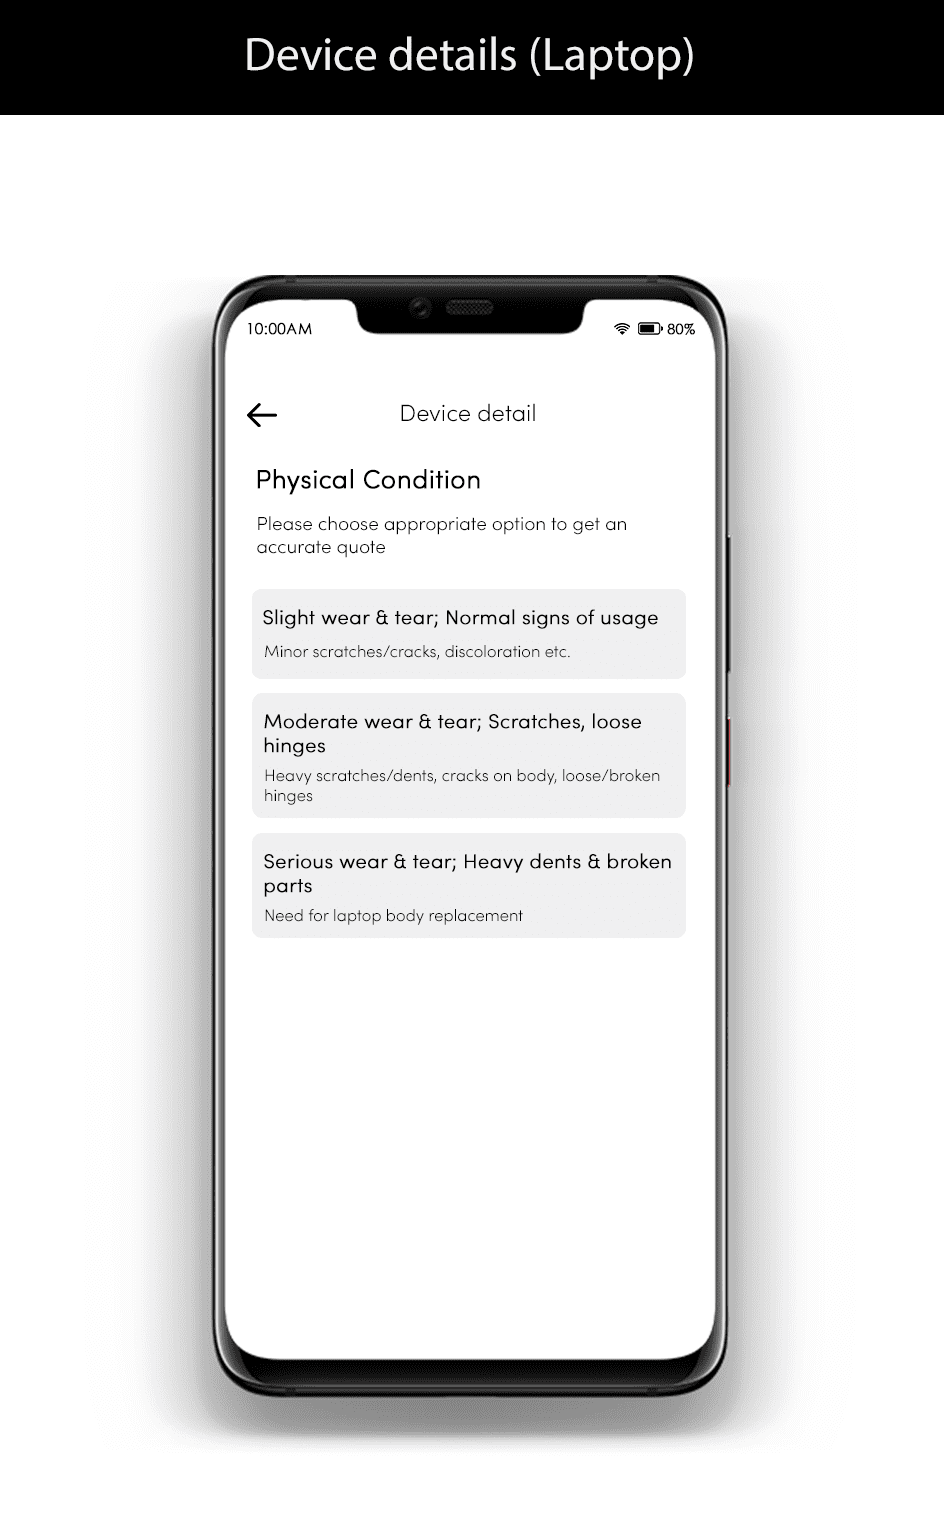 Device details (Laptop)
10:00AM
80%
Device detail
Physical Condition
Please choose appropriate option to get an
accurate quote
Slight wear & tear; Normal signs of usage
Minor scratches/cracks, discoloration etc.
Moderate wear & tear; Scratches, loose
hinges
Heavy scratches/dents, cracks on body, loose/broken
hinges
Serious wear & tear; Heavy dents & broken
parts
Need for laptop body replacement